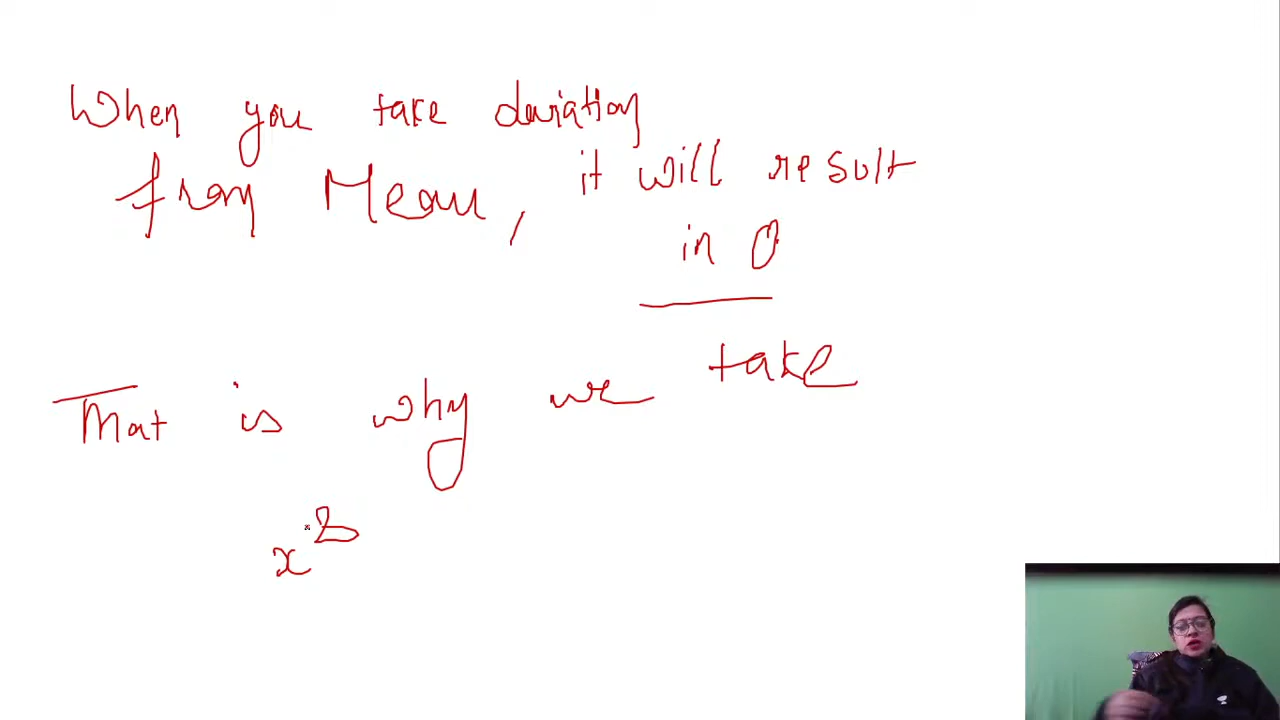 When you take deviation
from Mean, it will result
in 0
That is why we take
x²